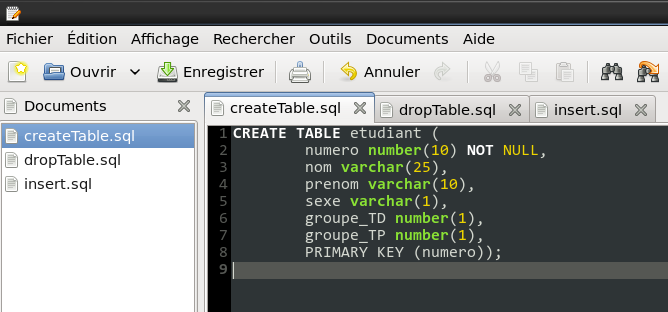 Fichier Édition Affichage Rechercher Outils Documents Aide
Ouvrir Enregistrer Annuler
Documents
createTable.sql
dropTable.sql
insert.sql
createTable.sql dropTable.sql insert.sql
1 CREATE TABLE etudiant (
2 numero number(10) NOT NULL,
3 nom varchar(25),
4 prenom varchar(10),
5 sexe varchar(1),
6 groupe_TD number(1),
7 groupe_TP number(1),
8 PRIMARY KEY (numero));
9